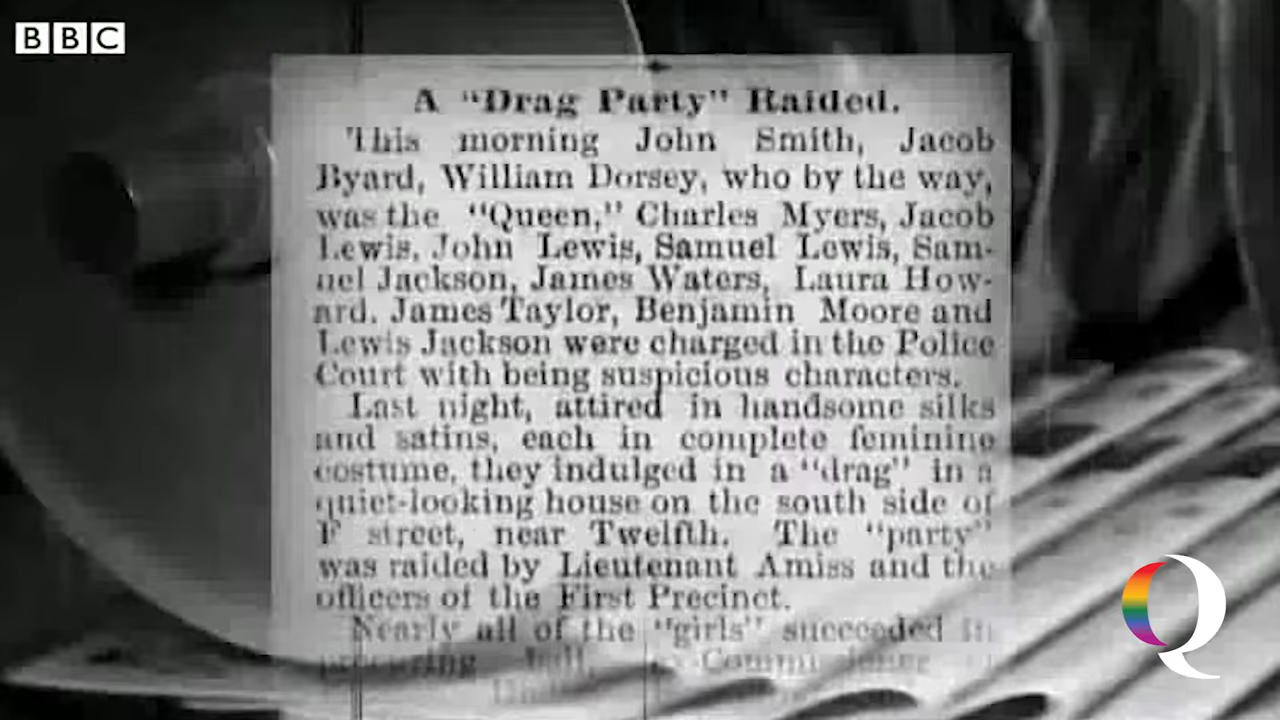 BBC
A "Drag Party" Raided.
This morning John Smith, Jacob
Byard, William Dorsey, who by the way,
was the "Queen," Charles Myers, Jacob
Lewis, John Lewis, Samuel Lewis, Sam-
uel Jackson, James Waters, Laura How-
ard, James Taylor, Benjamin Moore and
Lewis Jackson were charged in the Police
Court with being suspicious characters.
Last night, attired in handsome silks
and satins, each in complete feminine
costume, they indulged in a "drag" in a
quiet-looking house on the south side of
F street, near Twelfth. The "party"
was raided by Lieutenant Amiss and the
officers of the First Precinct.
Nearly all of the "girls" succeeded in
procuring
Q